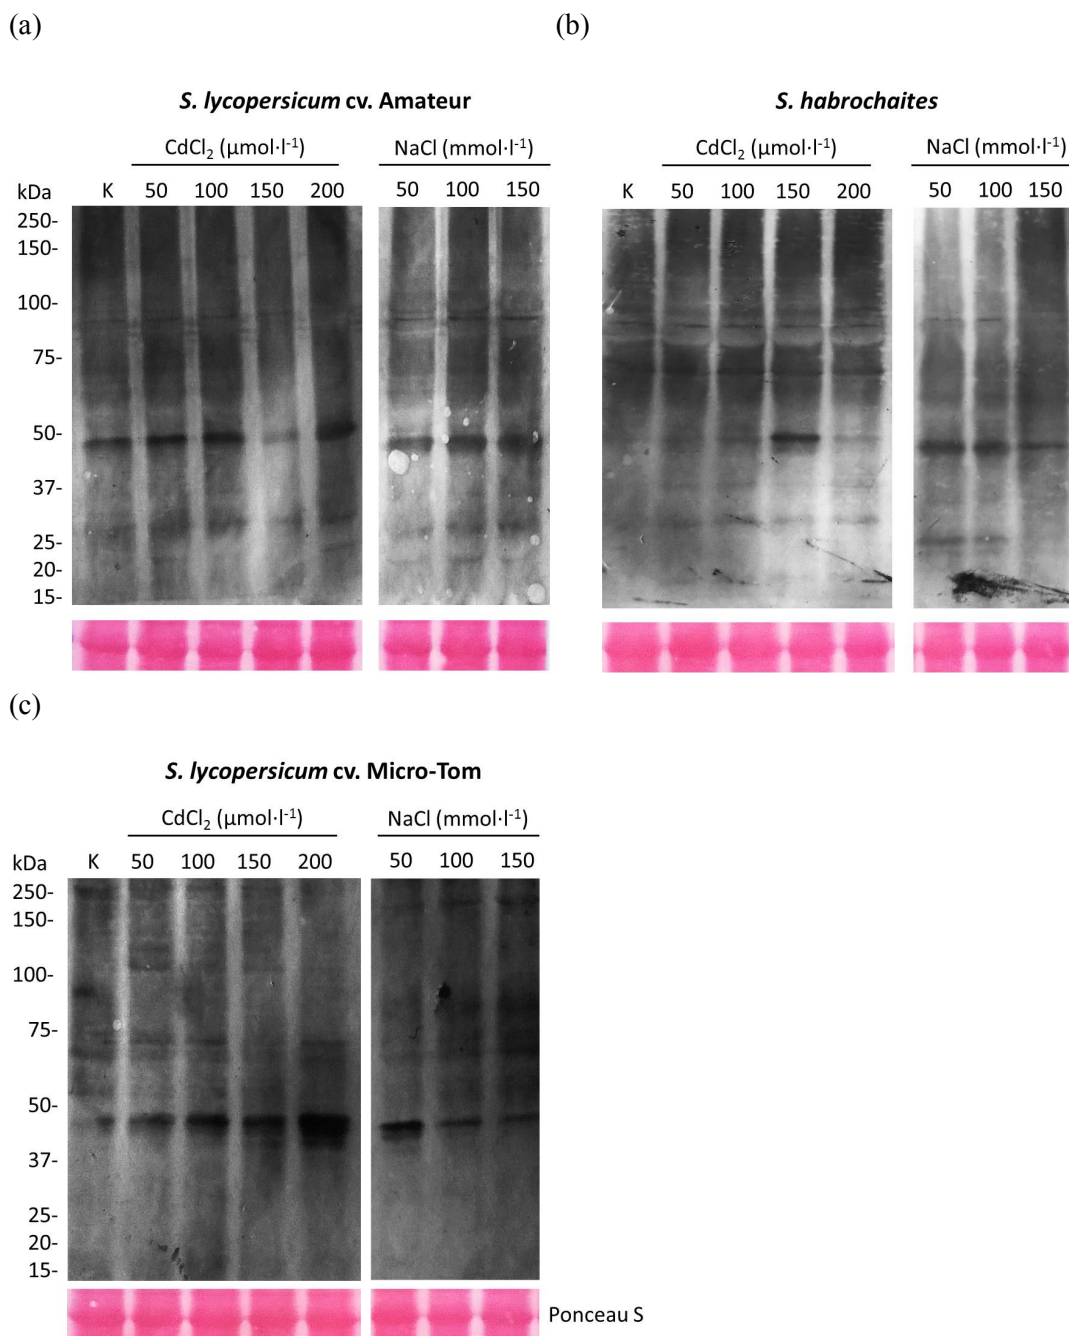 (a)
S. lycopersicum cv. Amateur
CdCl₂ (µmol·l⁻¹) NaCl (mmol·l⁻¹)
kDa K 50 100 150 200 50 100 150
250-
150-
100-
75-
50-
37-
25-
20-
15-
(b)
S. habrochaites
CdCl₂ (µmol·l⁻¹) NaCl (mmol·l⁻¹)
K 50 100 150 200 50 100 150
(c)
S. lycopersicum cv. Micro-Tom
CdCl₂ (µmol·l⁻¹) NaCl (mmol·l⁻¹)
kDa K 50 100 150 200 50 100 150
250-
150-
100-
75-
50-
37-
25-
20-
15-
Ponceau S